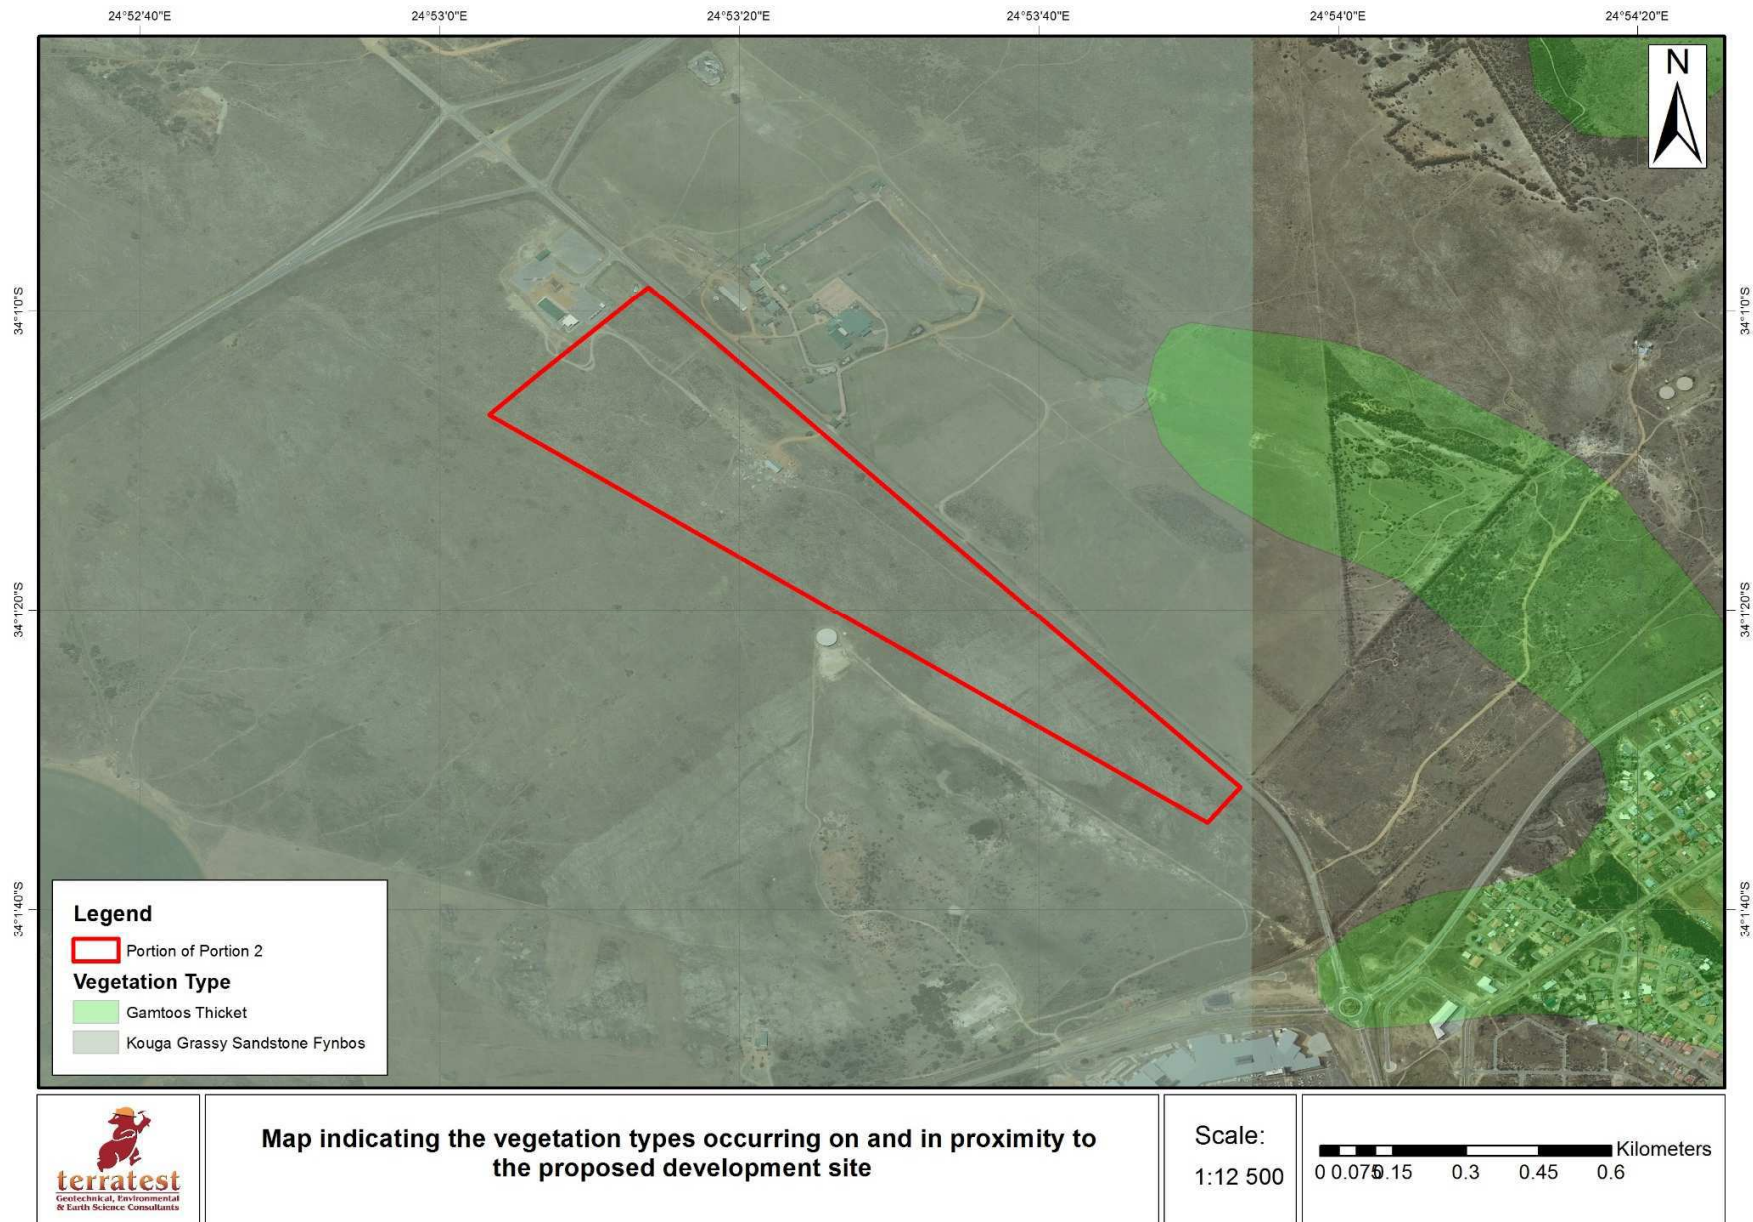 24°52'40"E
24°53'0"E
24°53'20"E
24°53'40"E
24°54'0"E
24°54'20"E
N
34°1'0"S
34°1'0"S
34°1'20"S
34°1'20"S
34°1'40"S
34°1'40"S
Legend
Portion of Portion 2
Vegetation Type
Gamtoos Thicket
Kouga Grassy Sandstone Fynbos
terratest
Geotechnical, Environmental
& Earth Science Consultants
Map indicating the vegetation types occurring on and in proximity to
the proposed development site
Scale:
1:12 500
Kilometers
0 0.075 0.15 0.3 0.45 0.6